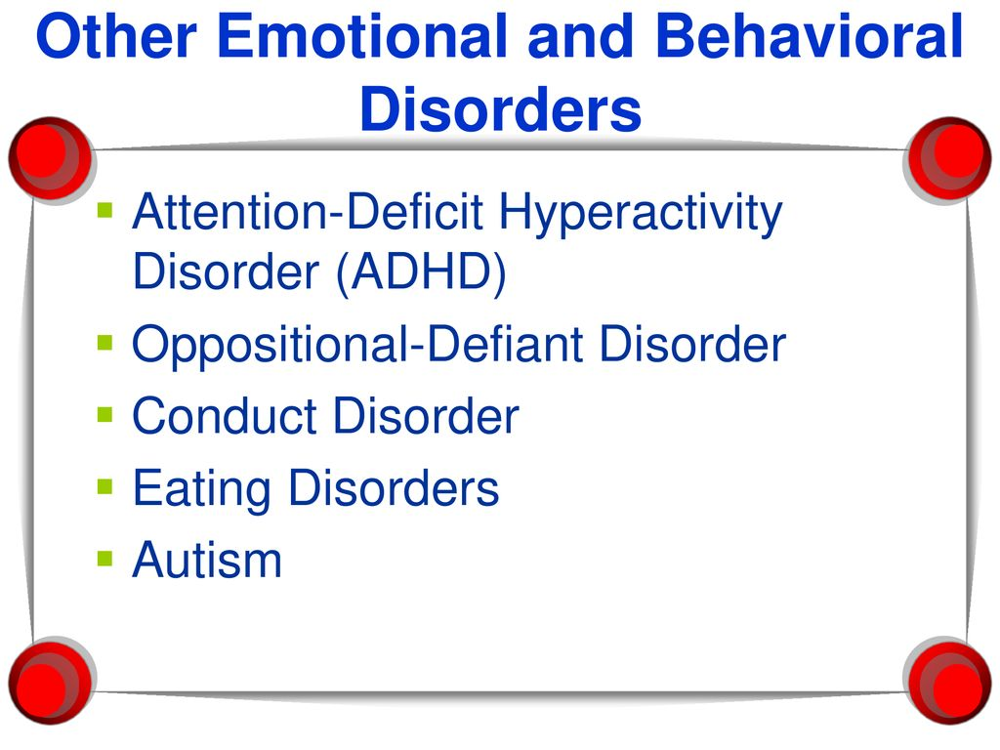 Other Emotional and Behavioral
Disorders
▪ Attention-Deficit Hyperactivity
Disorder (ADHD)
▪ Oppositional-Defiant Disorder
▪ Conduct Disorder
▪ Eating Disorders
▪ Autism